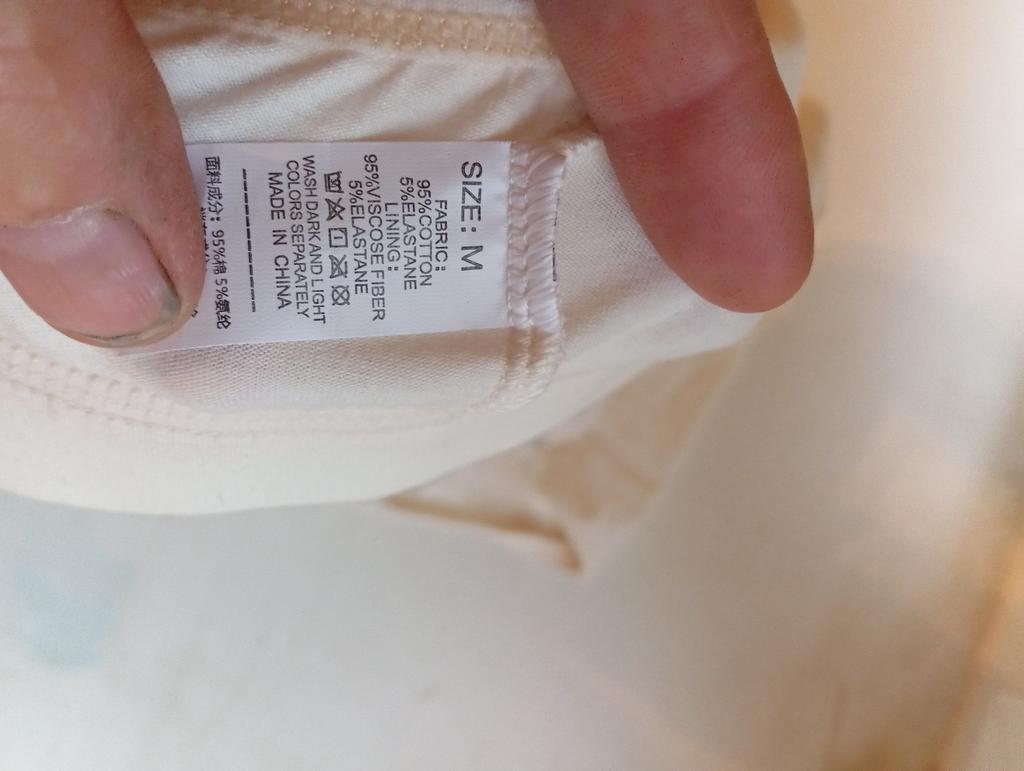 SIZE: M
FABRIC:
95%COTTON
5%ELASTANE
LINING:
95%VISCOSE FIBER
5%ELASTANE
WASH DARK AND LIGHT
COLORS SEPARATELY
MADE IN CHINA
面料成分: 95%棉 5%氨纶